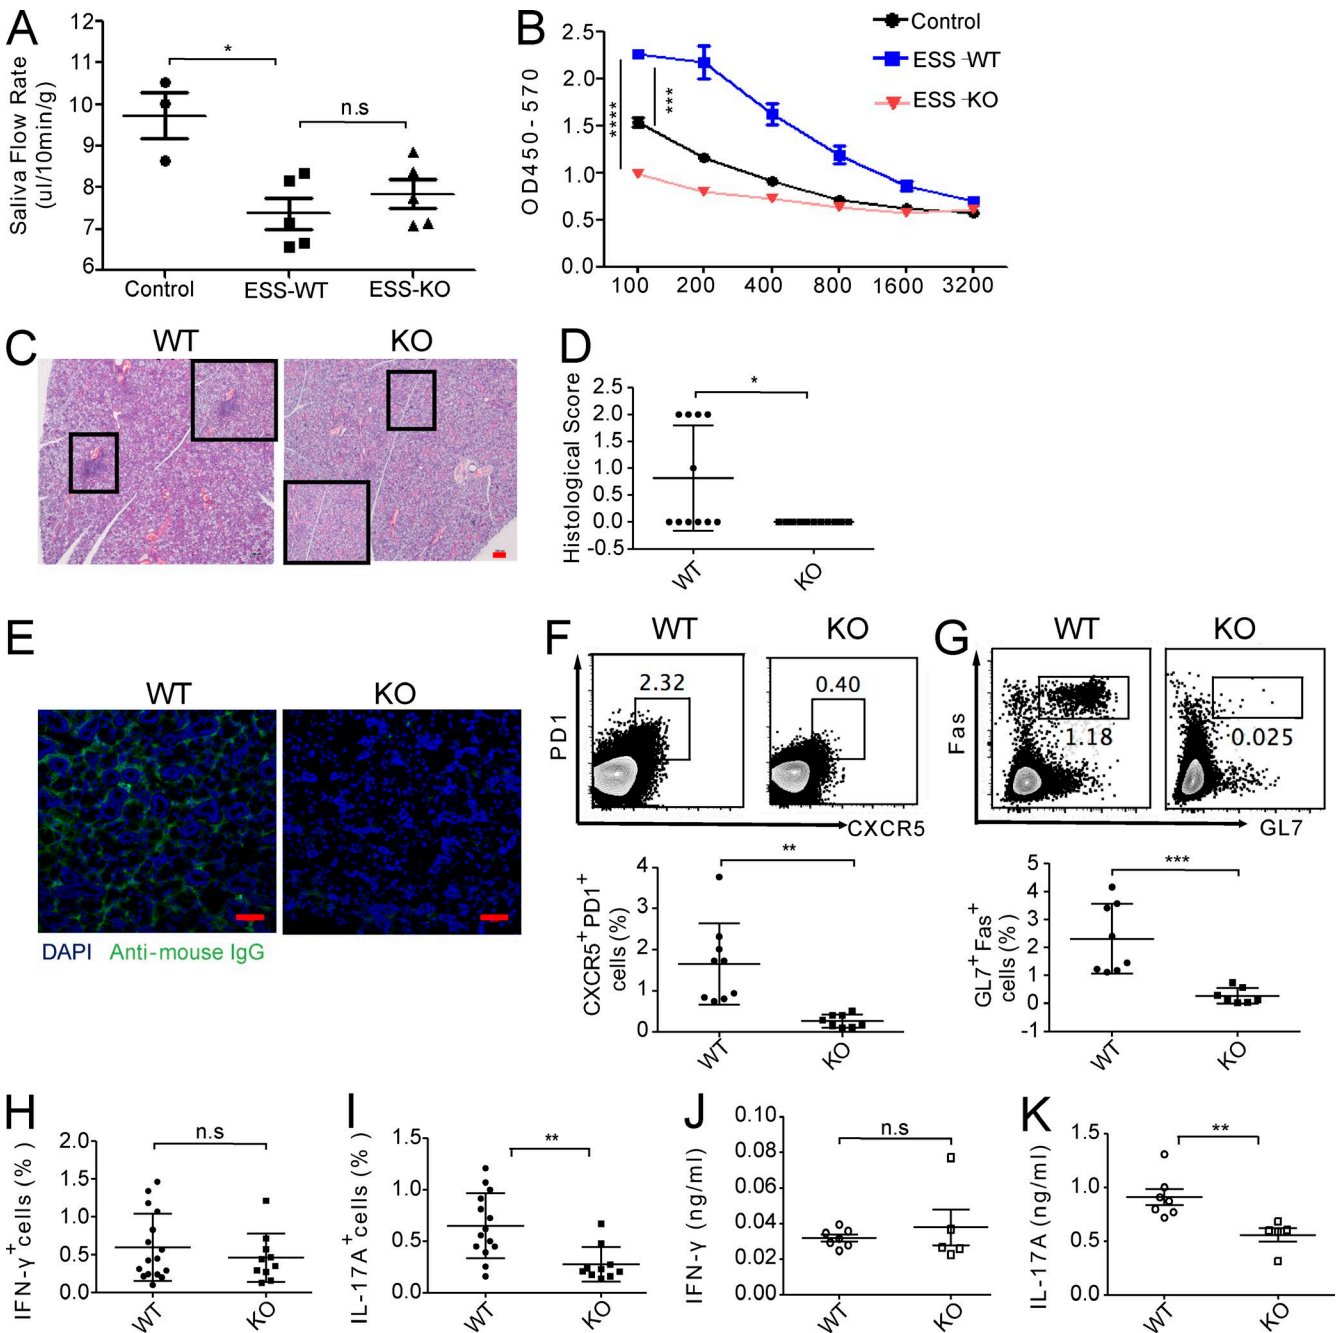 A
Saliva Flow Rate
(ul/10min/g)
12
11
10
9
8
7
6
*
n.s
Control
ESS-WT
ESS-KO
B
OD450-570
2.5
2.0
1.5
1.0
0.5
0.0
****
***
Control
ESS-WT
ESS-KO
100
200
400
800
1600
3200
C
WT
KO
D
Histological Score
2.5
2.0
1.5
1.0
0.5
0.0
-0.5
*
WT
KO
E
WT
KO
DAPI Anti-mouse IgG
F
WT
KO
PD1
2.32
0.40
CXCR5
CXCR5+PD1+
cells (%)
4
3
2
1
0
**
WT
KO
G
WT
KO
Fas
1.18
0.025
GL7
GL7+Fas+
cells (%)
5
4
3
2
1
0
-1
***
WT
KO
H
IFN-γ+cells (%)
2.0
1.5
1.0
0.5
0.0
n.s
WT
KO
I
IL-17A+cells (%)
1.5
1.0
0.5
0.0
**
WT
KO
J
IFN-γ (ng/ml)
0.10
0.08
0.06
0.04
0.02
0.00
n.s
WT
KO
K
IL-17A (ng/ml)
1.5
1.0
0.5
0.0
**
WT
KO